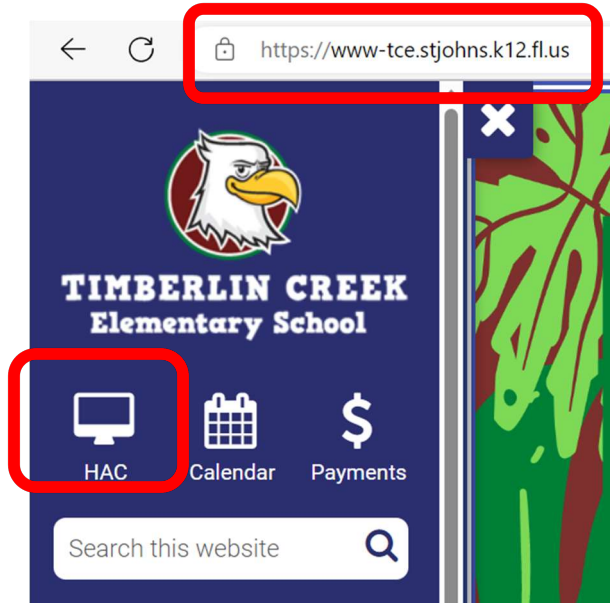 https://www-tce.stjohns.k12.fl.us
TIMBERLIN CREEK
Elementary School
HAC Calendar Payments
Search this website